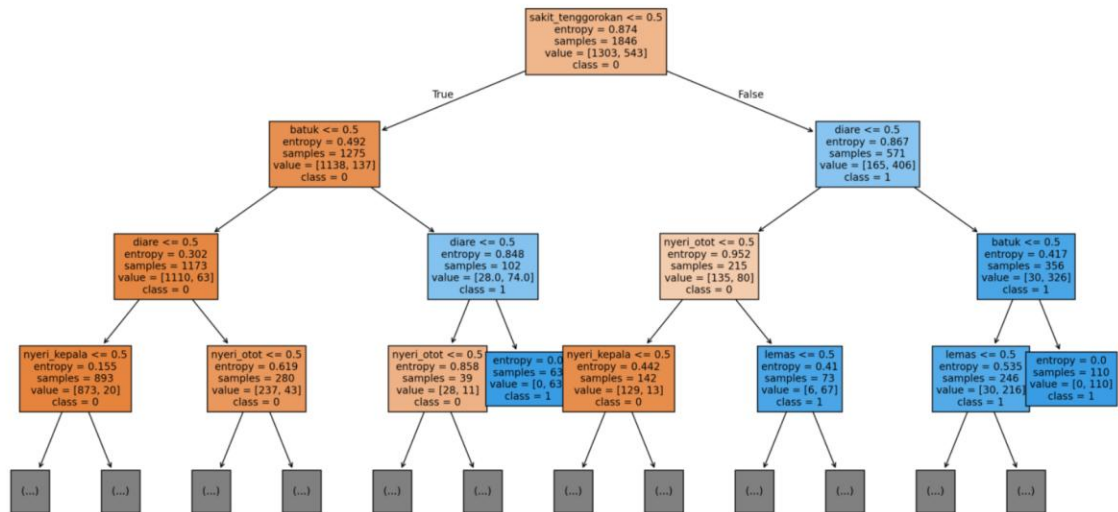 sakit_tenggorokan <= 0.5
entropy = 0.874
samples = 1846
value = [1303, 543]
class = 0
True
False
batuk <= 0.5
entropy = 0.492
samples = 1275
value = [1138, 137]
class = 0
diare <= 0.5
entropy = 0.867
samples = 571
value = [165, 406]
class = 1
diare <= 0.5
entropy = 0.302
samples = 1173
value = [1110, 63]
class = 0
diare <= 0.5
entropy = 0.848
samples = 102
value = [28.0, 74.0]
class = 1
nyeri_otot <= 0.5
entropy = 0.952
samples = 215
value = [135, 80]
class = 0
batuk <= 0.5
entropy = 0.417
samples = 356
value = [30, 326]
class = 1
nyeri_kepala <= 0.5
entropy = 0.155
samples = 893
value = [873, 20]
class = 0
nyeri_otot <= 0.5
entropy = 0.619
samples = 280
value = [237, 43]
class = 0
nyeri_otot <= 0.5
entropy = 0.858
samples = 39
value = [28, 11]
class = 0
entropy = 0.0
samples = 63
value = [0, 63
class = 1
nyeri_kepala <= 0.5
entropy = 0.442
samples = 142
value = [129, 13]
class = 0
lemas <= 0.5
entropy = 0.41
samples = 73
value = [6, 67]
class = 1
lemas <= 0.5
entropy = 0.535
samples = 246
value = [30, 216]
class = 1
entropy = 0.0
samples = 110
value = [0, 110]
class = 1
(...)
(...)
(...)
(...)
(...)
(...)
(...)
(...)
(...)
(...)
(...)
(...)